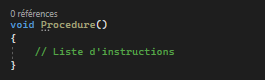 0 références
void Procedure()
{
// Liste d'instructions
}